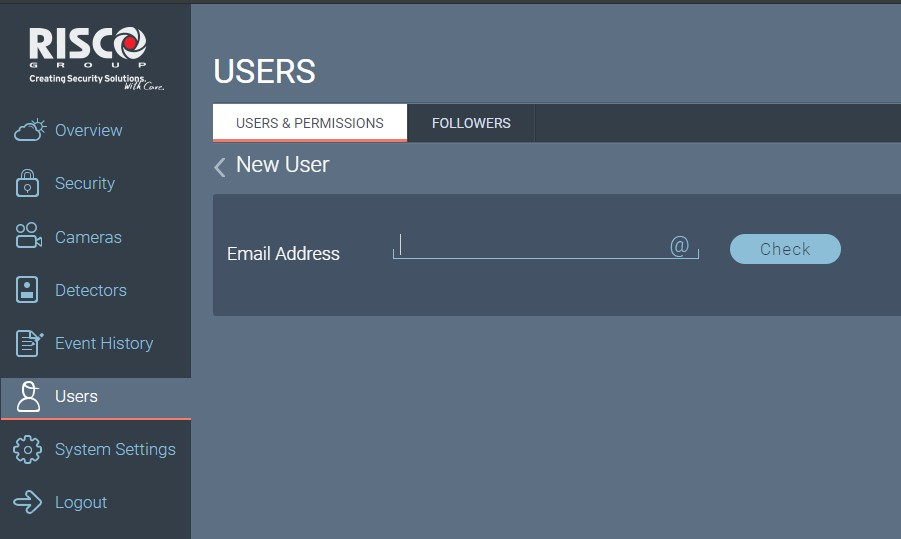 RISCO
GROUP
Creating Security Solutions.
With Care.
Overview
Security
Cameras
Detectors
Event History
Users
System Settings
Logout
USERS
USERS & PERMISSIONS
FOLLOWERS
New User
Email Address
@
Check